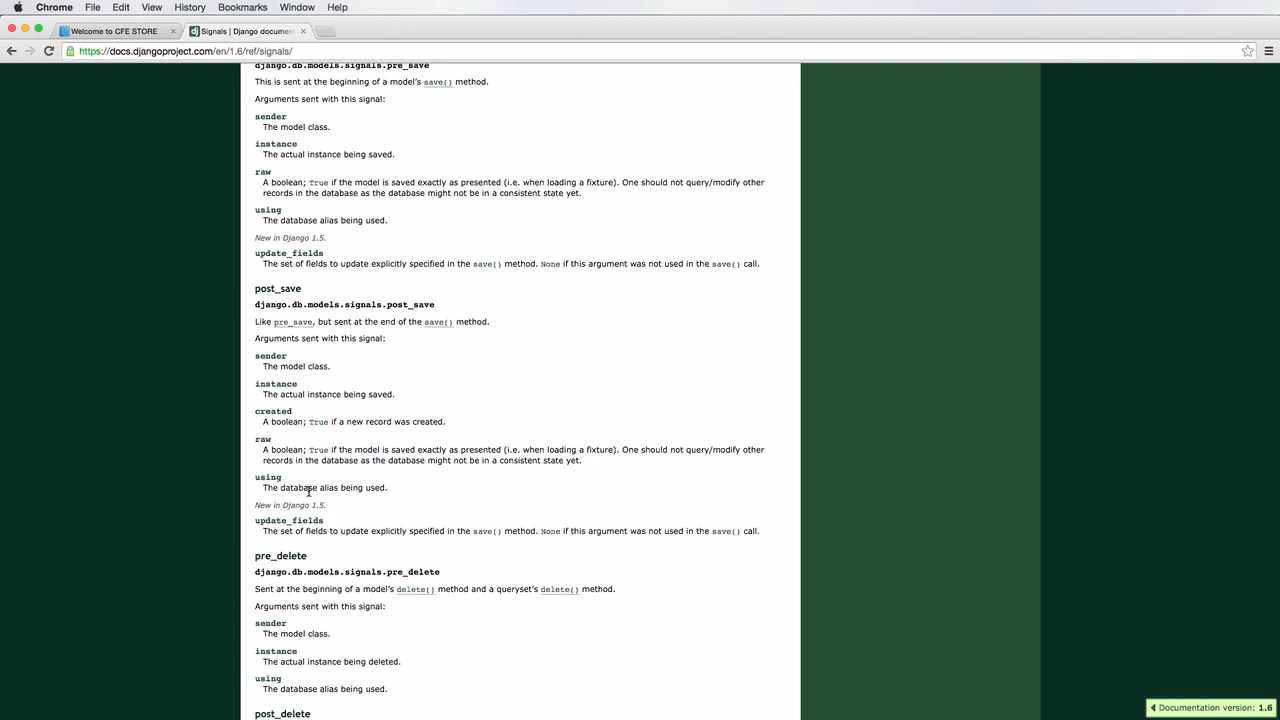 Chrome File Edit View History Bookmarks Window Help
Welcome to CFE STORE × Signals | Django documen ×
https://docs.djangoproject.com/en/1.6/ref/signals/
django.db.models.signals.pre_save
This is sent at the beginning of a model's save() method.
Arguments sent with this signal:
sender
The model class.
instance
The actual instance being saved.
raw
A boolean; True if the model is saved exactly as presented (i.e. when loading a fixture). One should not query/modify other
records in the database as the database might not be in a consistent state yet.
using
The database alias being used.
New in Django 1.5.
update_fields
The set of fields to update explicitly specified in the save() method. None if this argument was not used in the save() call.
post_save
django.db.models.signals.post_save
Like pre_save, but sent at the end of the save() method.
Arguments sent with this signal:
sender
The model class.
instance
The actual instance being saved.
created
A boolean; True if a new record was created.
raw
A boolean; True if the model is saved exactly as presented (i.e. when loading a fixture). One should not query/modify other
records in the database as the database might not be in a consistent state yet.
using
The database alias being used.
New in Django 1.5.
update_fields
The set of fields to update explicitly specified in the save() method. None if this argument was not used in the save() call.
pre_delete
django.db.models.signals.pre_delete
Sent at the beginning of a model's delete() method and a queryset's delete() method.
Arguments sent with this signal:
sender
The model class.
instance
The actual instance being deleted.
using
The database alias being used.
post_delete
Documentation version: 1.6